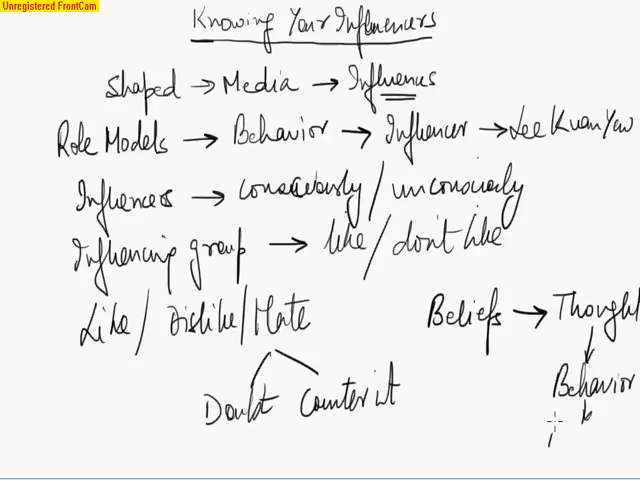 Unregistered FrontCam
Knowing Your Influencers
Shaped → Media → Influences
Role Models → Behavior → Influencer → Lee Kuan Yew
Influencers → consciously / unconsciously
Influencing group → like / don't like
Like / Dislike / Hate
Beliefs → Thought
Doubt Counter it
Behavior